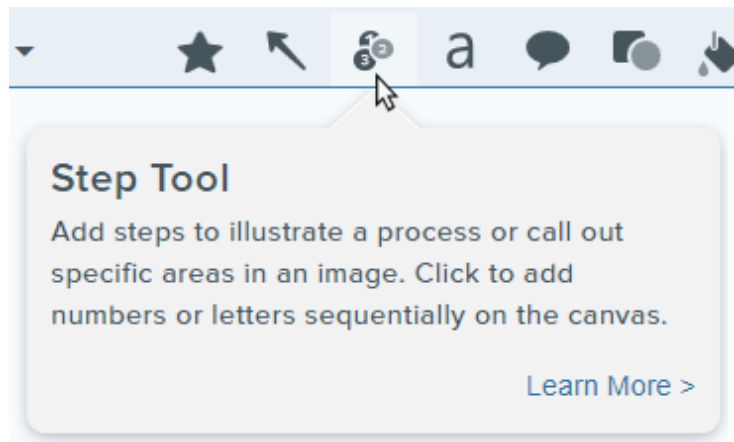 a
Step Tool
Add steps to illustrate a process or call out
specific areas in an image. Click to add
numbers or letters sequentially on the canvas.
Learn More >